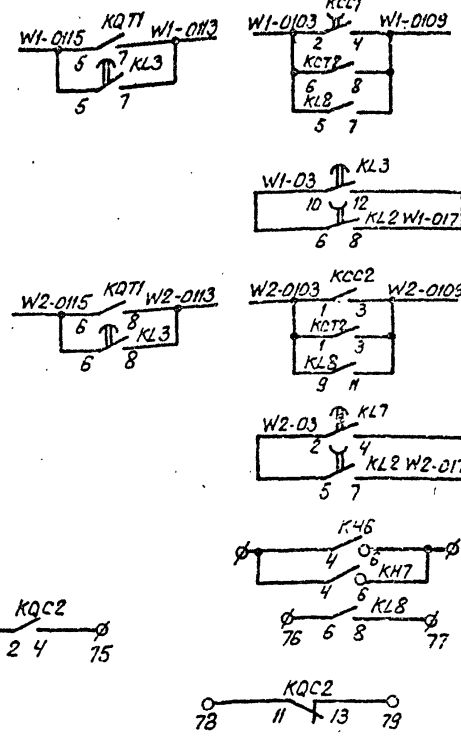 KCC1
W1-0115 KQT1 W1-0113
5 7
KL3
5 7
W1-0103 W1-0109
2 4
KCT2
6 8
KL8
5 7
W1-03 KL3
10 12
KL2 W1-017
6 8
W2-0115 KQT1 W2-0113
6 8
KL3
6 8
W2-0103 KCC2 W2-0109
1 3
KCT2
1 3
KL8
9 11
W2-03 KL7
2 4
KL2 W2-017
5 7
KH6
4 6
KH7
4 6
KL8
76 6 8 77
KQC2
2 4 75
KQC2
78 11 13 79